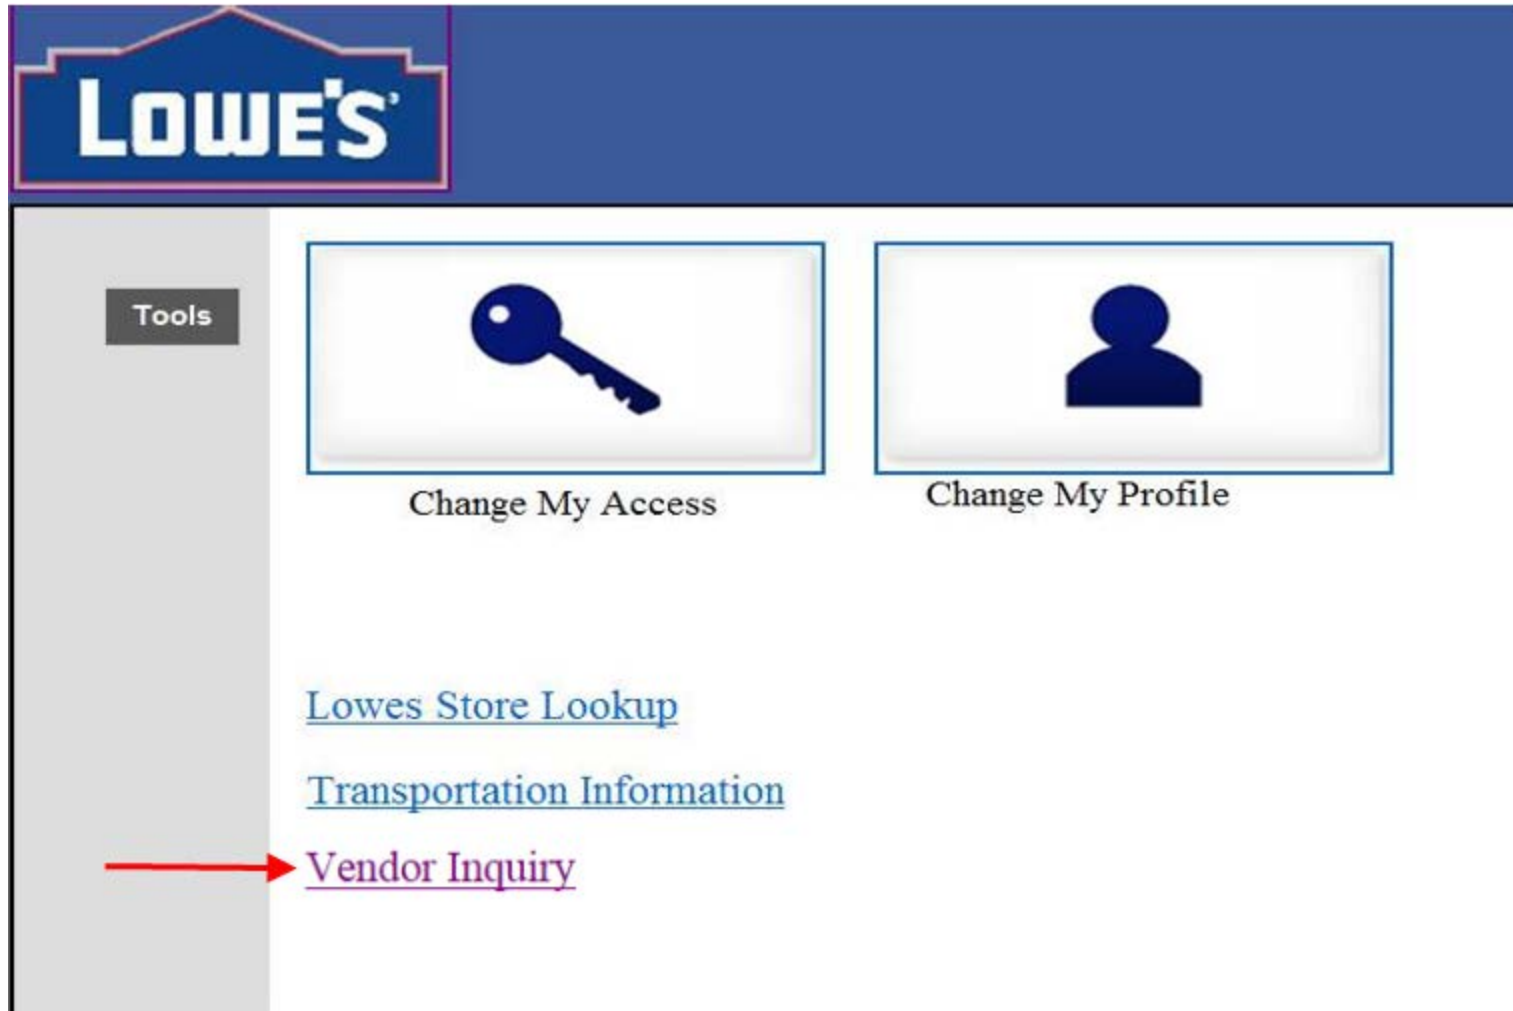 LOWE'S
Tools
Change My Access
Change My Profile
Lowes Store Lookup
Transportation Information
Vendor Inquiry